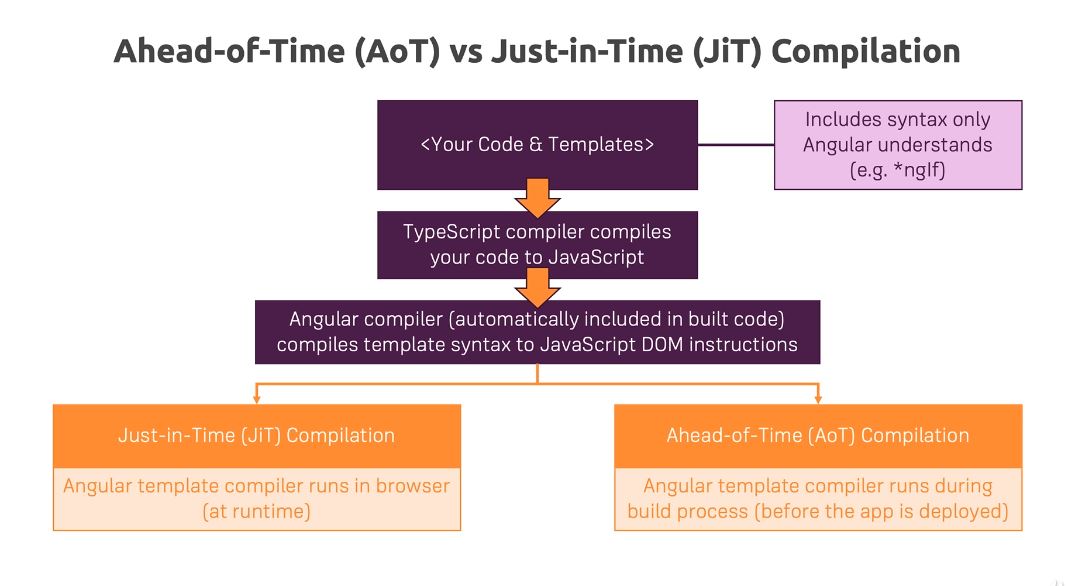 Ahead-of-Time (AoT) vs Just-in-Time (JiT) Compilation
<Your Code & Templates>
Includes syntax only
Angular understands
(e.g. *ngIf)
TypeScript compiler compiles
your code to JavaScript
Angular compiler (automatically included in built code)
compiles template syntax to JavaScript DOM instructions
Just-in-Time (JiT) Compilation
Angular template compiler runs in browser
(at runtime)
Ahead-of-Time (AoT) Compilation
Angular template compiler runs during
build process (before the app is deployed)